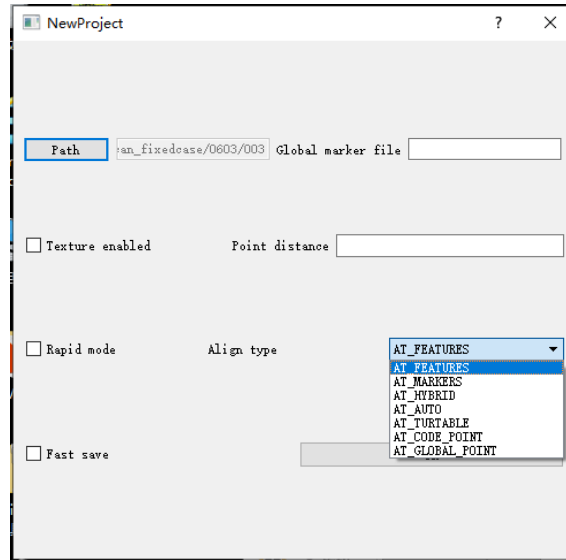 NewProject
?
Path
an_fixedcase/0603/003
Global marker file
Texture enabled
Point distance
Rapid mode
Align type
AT_FEATURES
AT_FEATURES
AT_MARKERS
AT_HYBRID
AT_AUTO
AT_TURTABLE
AT_CODE_POINT
AT_GLOBAL_POINT
Fast save